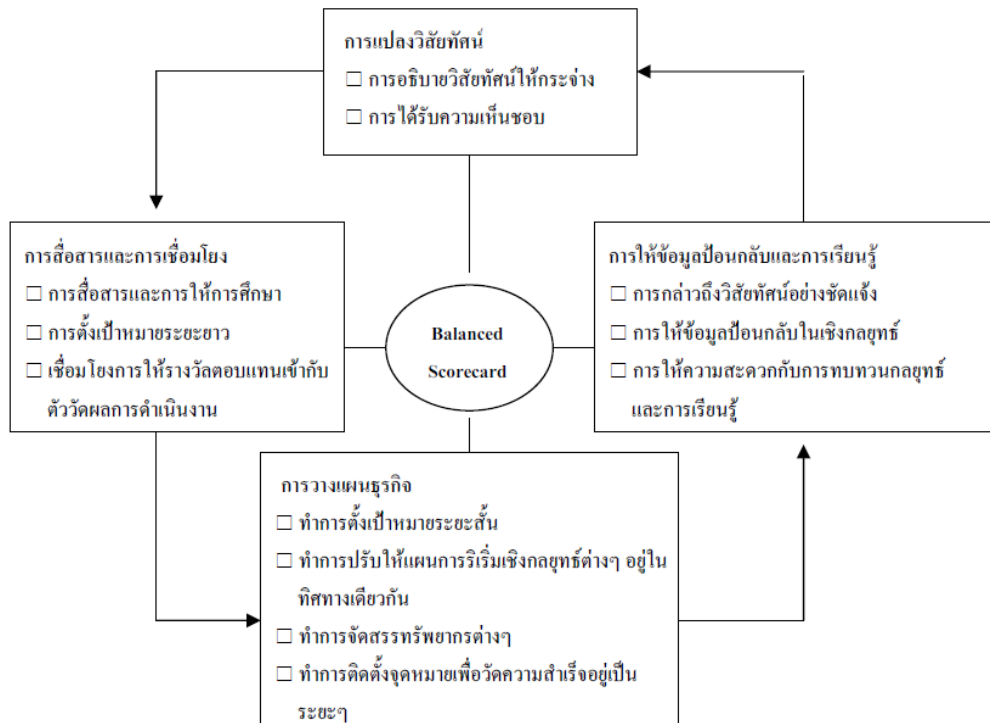 การแปลงวิสัยทัศน์
☐ การอธิบายวิสัยทัศน์ให้กระจ่าง
☐ การได้รับความเห็นชอบ
การสื่อสารและการเชื่อมโยง
☐ การสื่อสารและการให้การศึกษา
☐ การตั้งเป้าหมายระยะยาว
☐ เชื่อมโยงการให้รางวัลตอบแทนเข้ากับ
ตัววัดผลการดำเนินงาน
Balanced
Scorecard
การให้ข้อมูลป้อนกลับและการเรียนรู้
☐ การกล่าวถึงวิสัยทัศน์อย่างชัดแจ้ง
☐ การให้ข้อมูลป้อนกลับในเชิงกลยุทธ์
☐ การให้ความสะดวกกับการทบทวนกลยุทธ์
และการเรียนรู้
การวางแผนธุรกิจ
☐ ทำการตั้งเป้าหมายระยะสั้น
☐ ทำการปรับให้แผนการริเริ่มเชิงกลยุทธ์ต่างๆ อยู่ใน
ทิศทางเดียวกัน
☐ ทำการจัดสรรทรัพยากรต่างๆ
☐ ทำการติดตั้งจุดหมายเพื่อวัดความสำเร็จอยู่เป็น
ระยะๆ